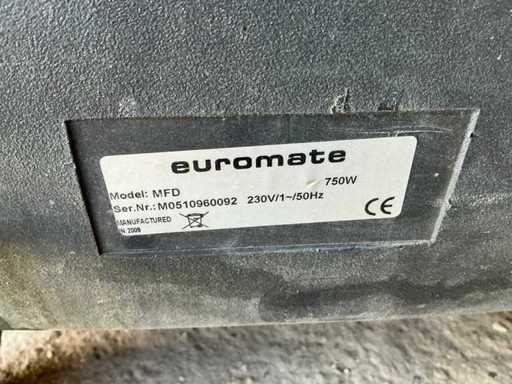 euromate
750W
Model: MFD
Ser.Nr.: M0510960092 230V/1~/50Hz
MANUFACTURED
IN 2009
CE